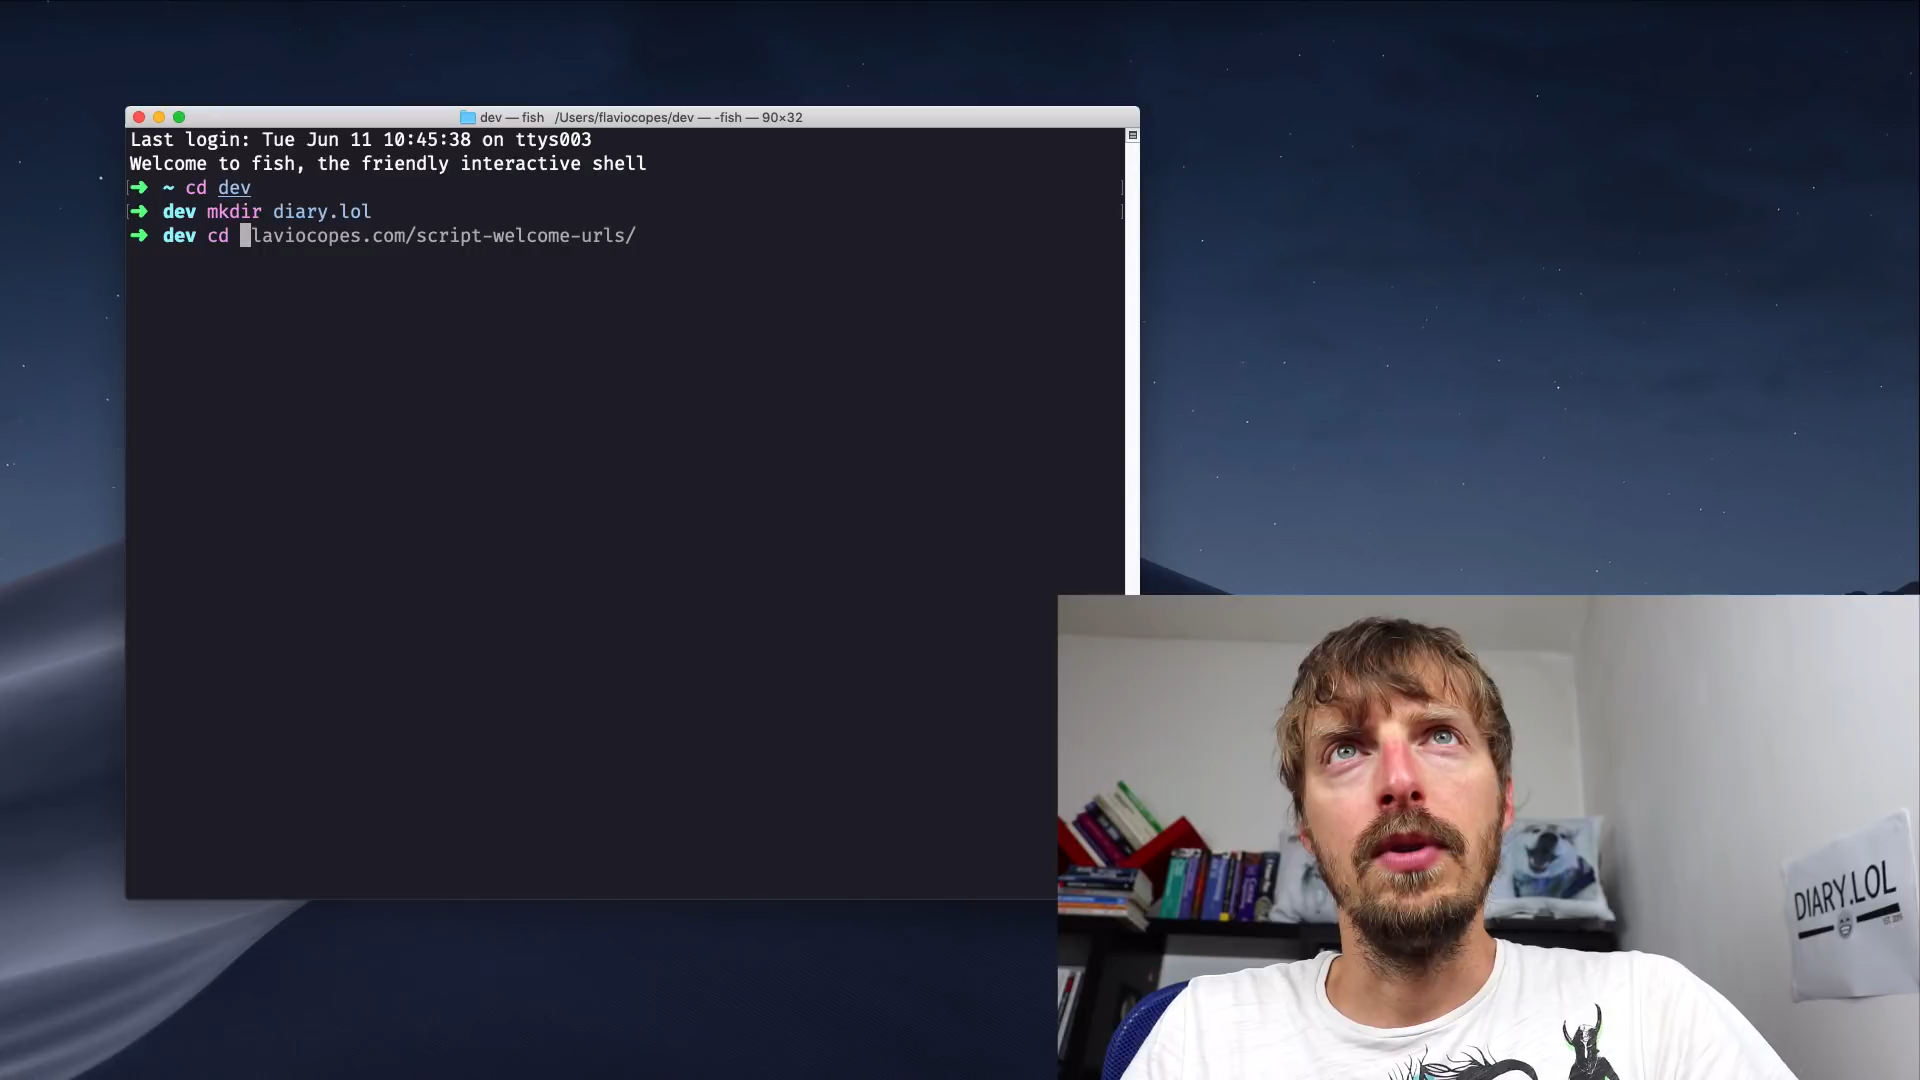 dev — fish /Users/flaviocopes/dev — -fish — 90×32
Last login: Tue Jun 11 10:45:38 on ttys003
Welcome to fish, the friendly interactive shell
[➜ ~ cd dev ]
[➜ dev mkdir diary.lol ]
➜ dev cd laviocopes.com/script-welcome-urls/
DIARY.LOL